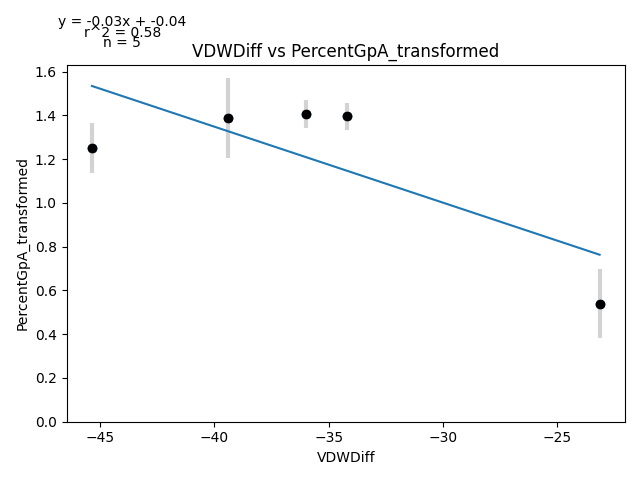 y = -0.03x + -0.04
r^2 = 0.58
n = 5
VDWDiff vs PercentGpA_transformed
1.6
1.4
1.2
1.0
0.8
0.6
0.4
0.2
0.0
PercentGpA_transformed
−45
−40
−35
−30
−25
VDWDiff